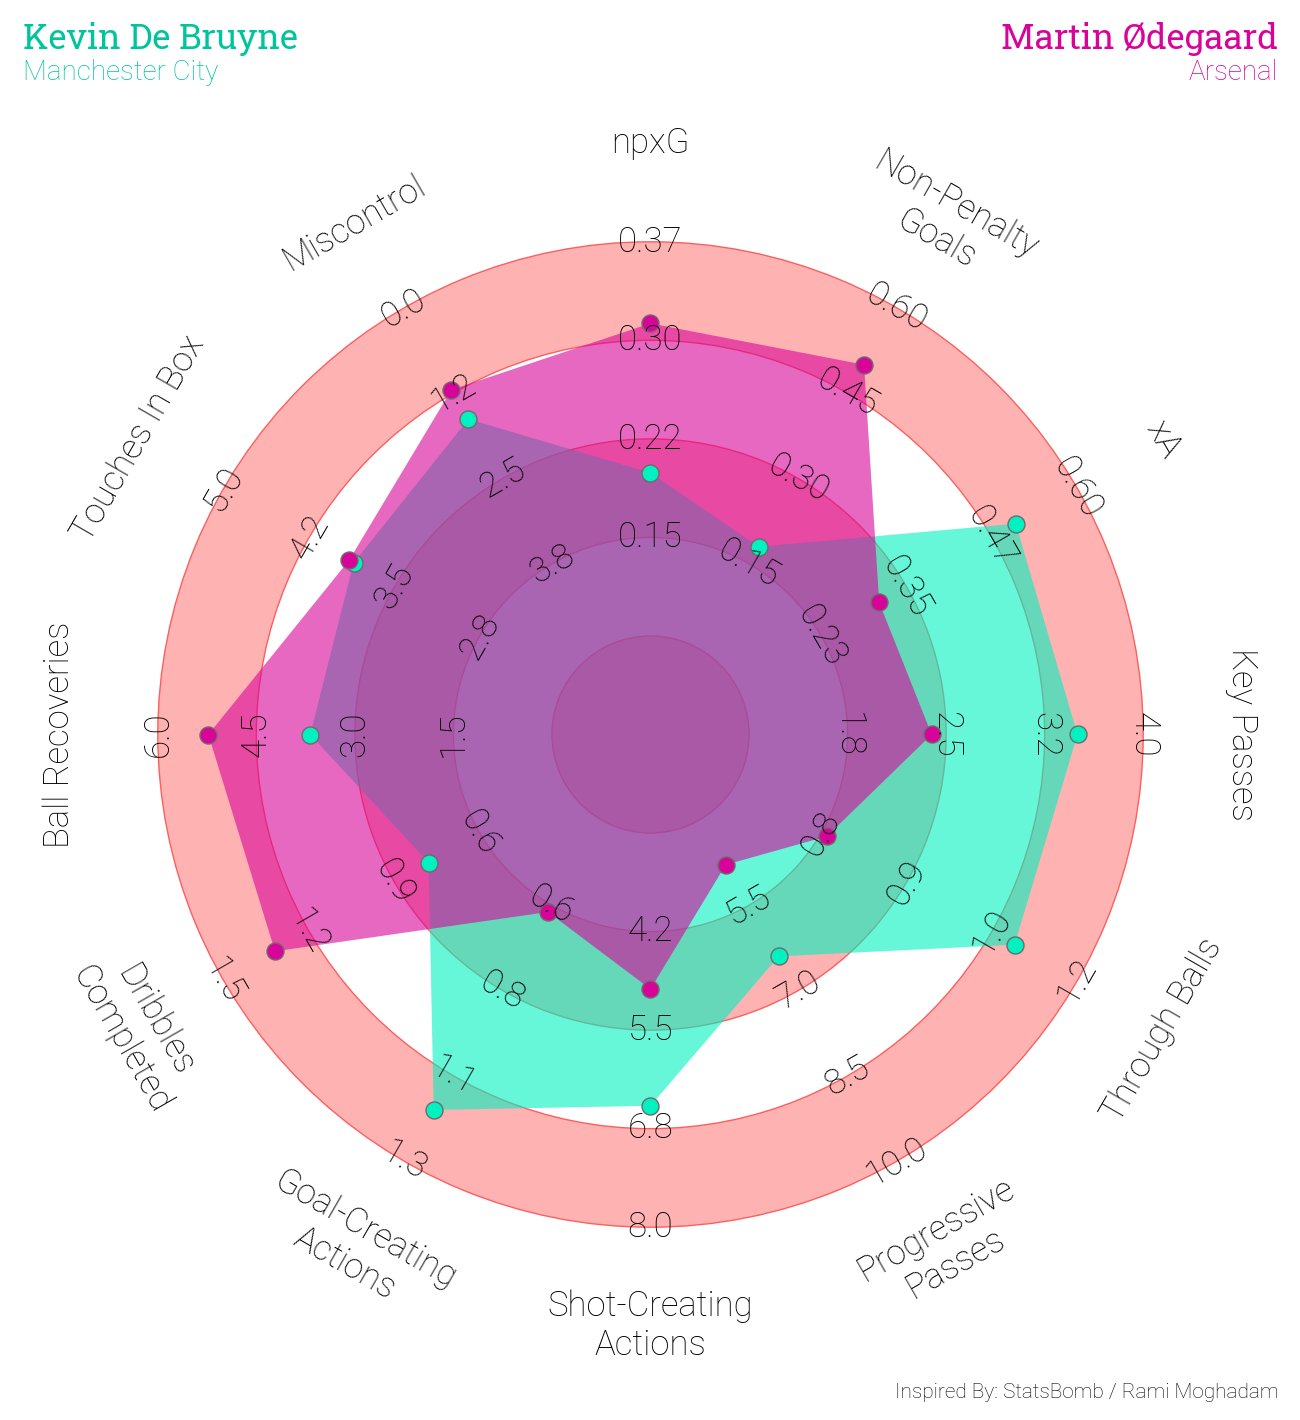 Kevin De Bruyne
Manchester City
Martin Ødegaard
Arsenal
npxG
0.37
0.30
0.22
0.15
Non-Penalty
Goals
0.60
0.45
0.30
0.15
xA
0.60
0.47
0.35
0.23
Key Passes
4.0
3.2
2.5
1.8
Through Balls
1.2
1.0
0.9
0.8
Progressive
Passes
10.0
8.5
7.0
5.5
Shot-Creating
Actions
8.0
6.8
5.5
4.2
Goal-Creating
Actions
1.3
1.1
0.8
0.6
Dribbles
Completed
1.5
1.2
0.9
0.6
Ball Recoveries
6.0
4.5
3.0
1.5
Touches In Box
5.0
4.2
3.5
2.8
Miscontrol
0.0
1.2
2.5
3.8
Inspired By: StatsBomb / Rami Moghadam